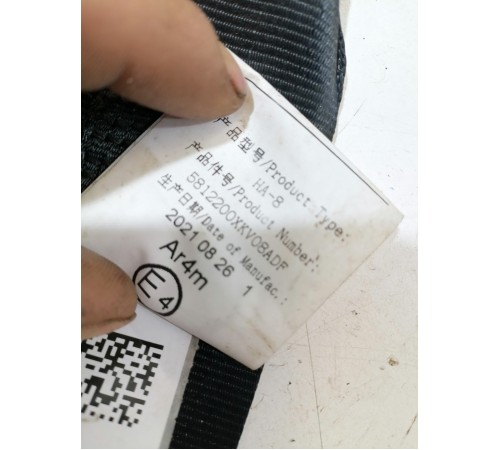 产品型号/Product Type:
HA-8
产品件号/Product Number:
5812200XKV08ADF
生产日期/Date of Manufac.:
2021 08 26 1
Ar4m
E4